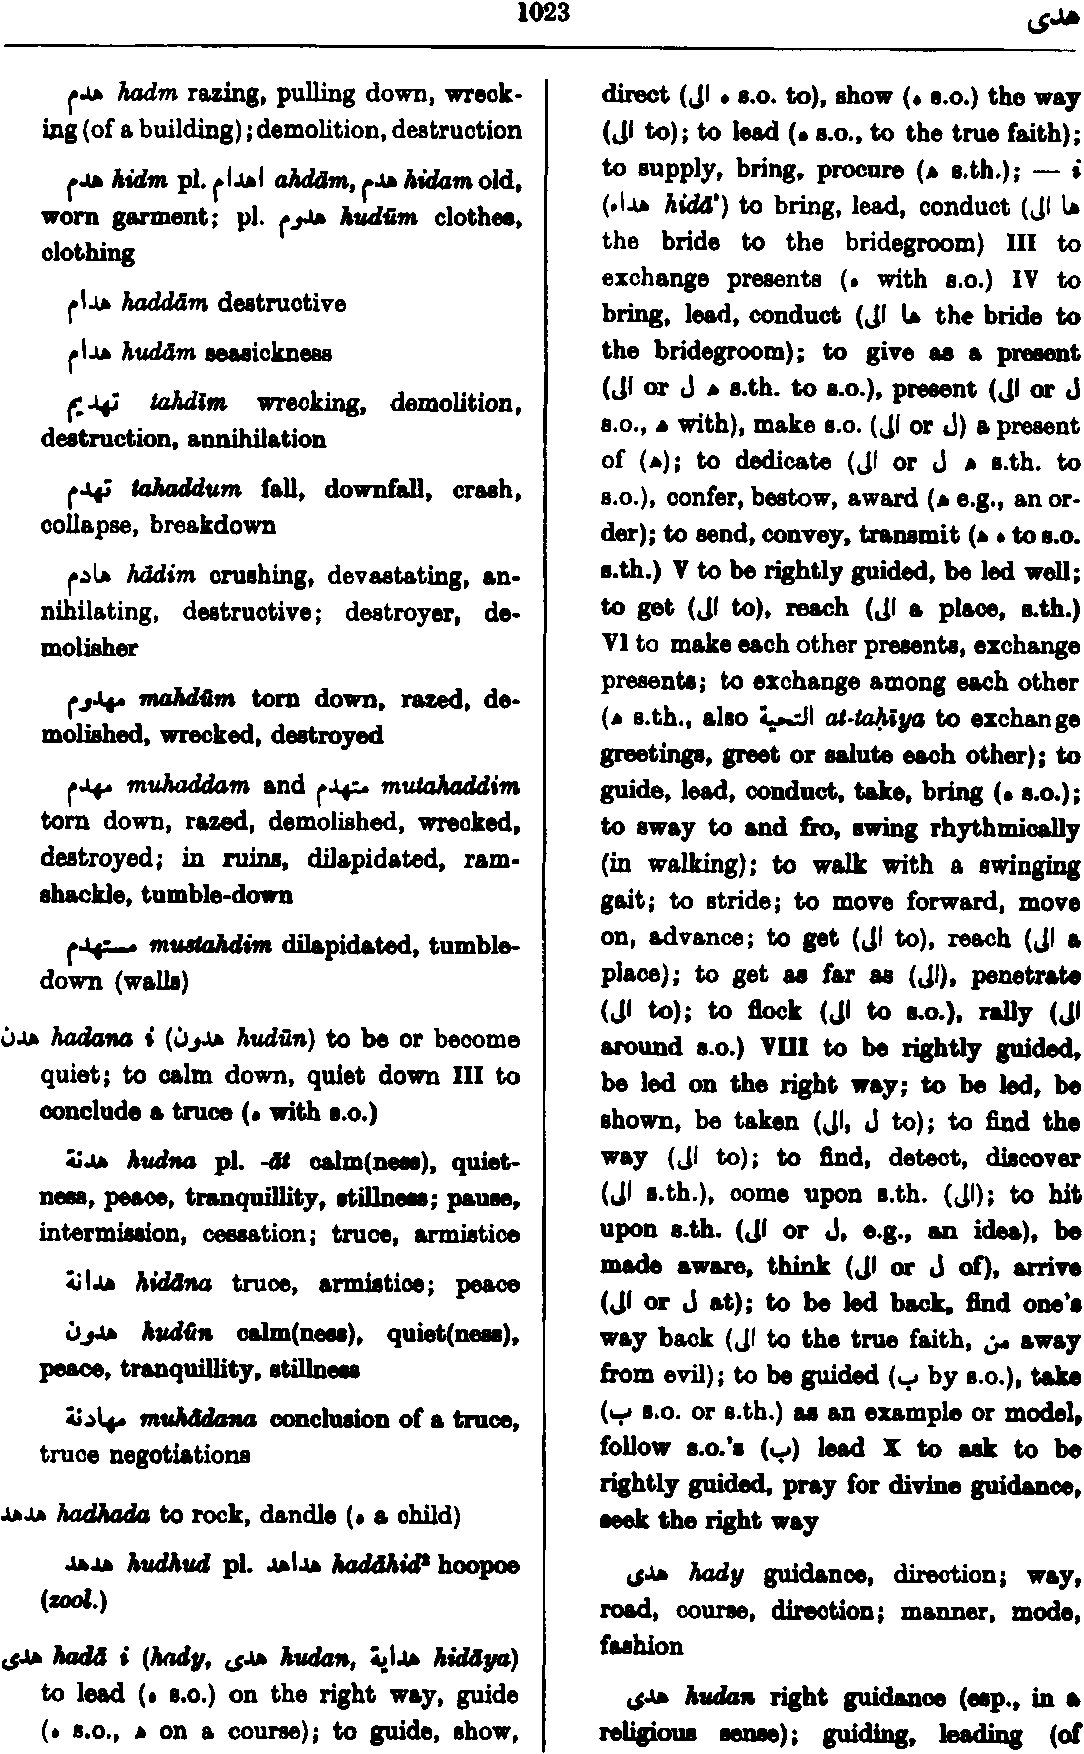 1023
هدى
هدم hadm razing, pulling down, wreck-
ing (of a building); demolition, destruction
هدم hidm pl. اهدام ahdām, هدم hidam old,
worn garment; pl. هدوم hudūm clothes,
clothing
هدام haddām destructive
هدام hudām seasickness
تهديم tahdīm wrecking, demolition,
destruction, annihilation
تهدم tahaddum fall, downfall, crash,
collapse, breakdown
هادم hādim crushing, devastating, an-
nihilating, destructive; destroyer, de-
molisher
مهدوم mahdūm torn down, razed, de-
molished, wrecked, destroyed
مهدم muhaddam and متهدم mutahaddim
torn down, razed, demolished, wrecked,
destroyed; in ruins, dilapidated, ram-
shackle, tumble-down
مستهدم mustahdim dilapidated, tumble-
down (walls)
هدن hadana i (هدون hudūn) to be or become
quiet; to calm down, quiet down III to
conclude a truce (ه with s.o.)
هدنة hudna pl. -āt calm(ness), quiet-
ness, peace, tranquillity, stillness; pause,
intermission, cessation; truce, armistice
هدانة hidāna truce, armistice; peace
هدون hudūn calm(ness), quiet(ness),
peace, tranquillity, stillness
مهادنة muhādana conclusion of a truce,
truce negotiations
هدهد hadhada to rock, dandle (ه a child)
هدهد hudhud pl. هداهد hadāhid² hoopoe
(zool.)
هدى hadā i (hady, هدى hudan, هداية hidāya)
to lead (ه s.o.) on the right way, guide
(ه s.o., ه on a course); to guide, show,
direct (ه الى s.o. to), show (ه s.o.) the way
(الى to); to lead (ه s.o., to the true faith);
to supply, bring, procure (ه s.th.); — i
(هداء hidā') to bring, lead, conduct (ها الى
the bride to the bridegroom) III to
exchange presents (ه with s.o.) IV to
bring, lead, conduct (ها الى the bride to
the bridegroom); to give as a present
(الى or ل ه s.th. to s.o.), present (الى or ل
s.o., ه with), make s.o. (الى or ل) a present
of (ه); to dedicate (الى or ل ه s.th. to
s.o.), confer, bestow, award (ه e.g., an or-
der); to send, convey, transmit (ه ه to s.o.
s.th.) V to be rightly guided, be led well;
to get (الى to), reach (الى a place, s.th.)
VI to make each other presents, exchange
presents; to exchange among each other
(ه s.th., also التحية at-taḥīya to exchange
greetings, greet or salute each other); to
guide, lead, conduct, take, bring (ه s.o.);
to sway to and fro, swing rhythmically
(in walking); to walk with a swinging
gait; to stride; to move forward, move
on, advance; to get (الى to), reach (الى a
place); to get as far as (الى), penetrate
(الى to); to flock (الى to s.o.), rally (الى
around s.o.) VIII to be rightly guided,
be led on the right way; to be led, be
shown, be taken (الى, ل to); to find the
way (الى to); to find, detect, discover
(الى s.th.), come upon s.th. (الى); to hit
upon s.th. (الى or ل, e.g., an idea), be
made aware, think (الى or ل of), arrive
(الى or ل at); to be led back, find one's
way back (الى to the true faith, من away
from evil); to be guided (ب by s.o.), take
(ب s.o. or s.th.) as an example or model,
follow s.o.'s (ب) lead X to ask to be
rightly guided, pray for divine guidance,
seek the right way
هدى hady guidance, direction; way,
road, course, direction; manner, mode,
fashion
هدى hudan right guidance (esp., in a
religious sense); guiding, leading (of